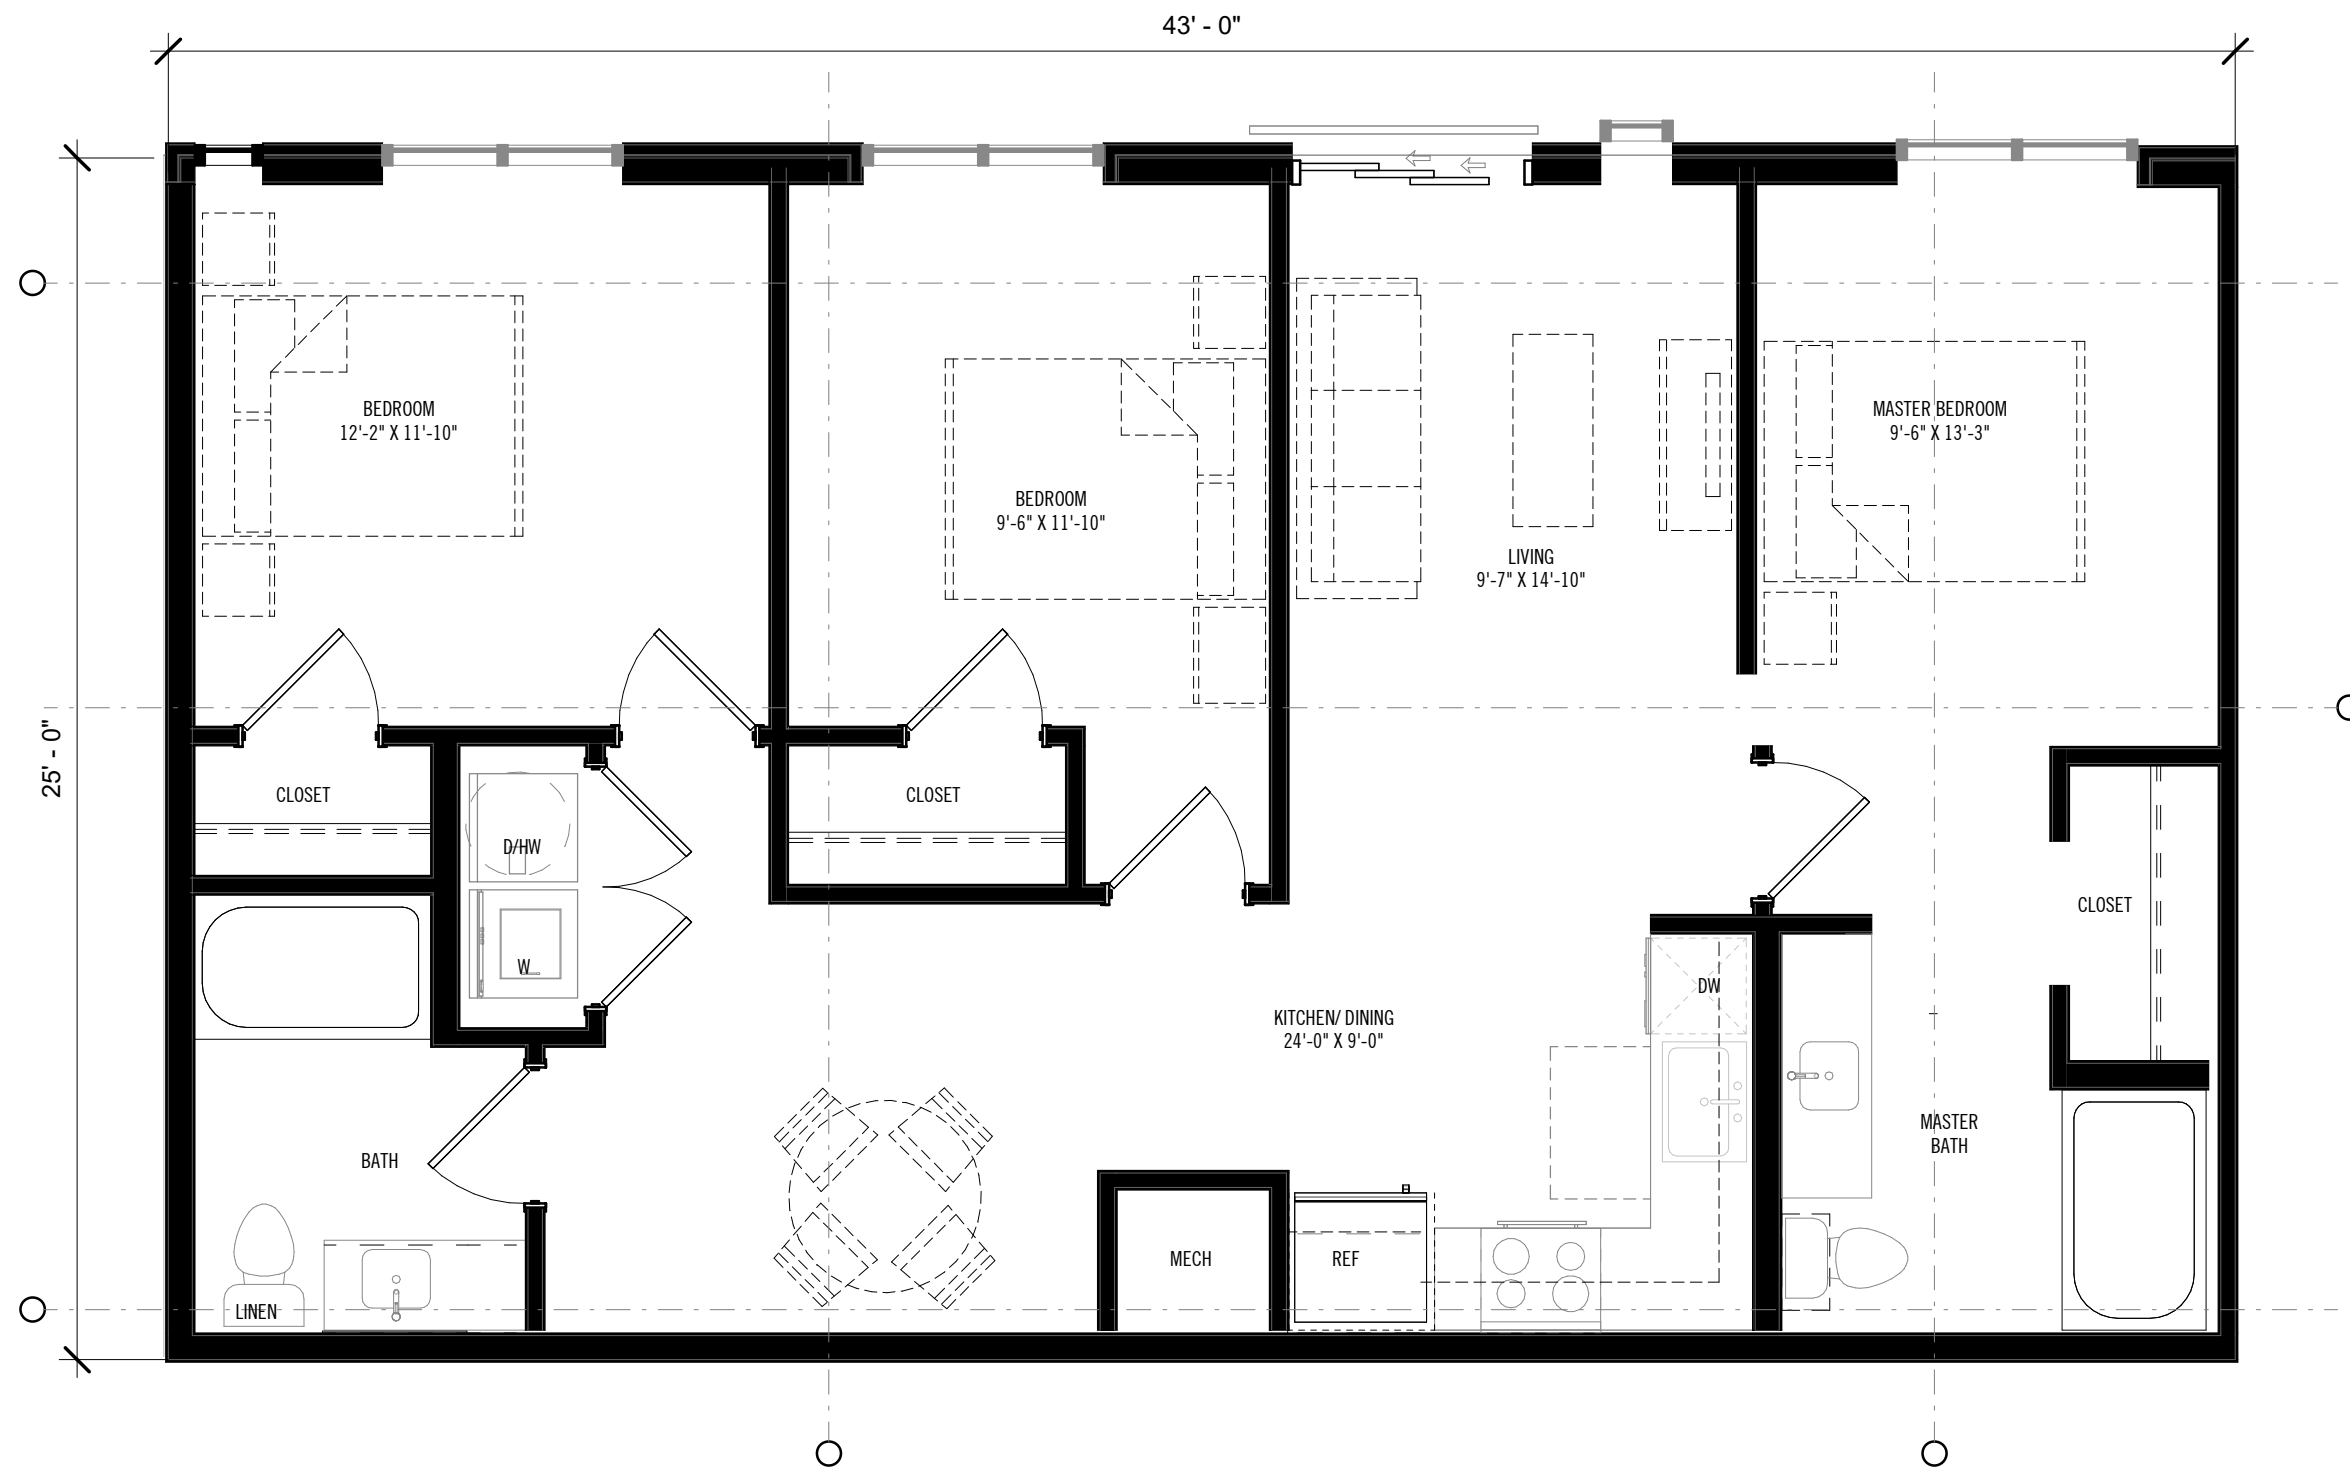 43' - 0"
BEDROOM
12'-2" X 11'-10"
MASTER BEDROOM
9'-6" X 13'-3"
BEDROOM
9'-6" X 11'-10"
LIVING
9'-7" X 14'-10"
25' - 0"
CLOSET
CLOSET
D/HW
CLOSET
W
DW
KITCHEN/ DINING
24'-0" X 9'-0"
MASTER
BATH
BATH
MECH
REF
LINEN